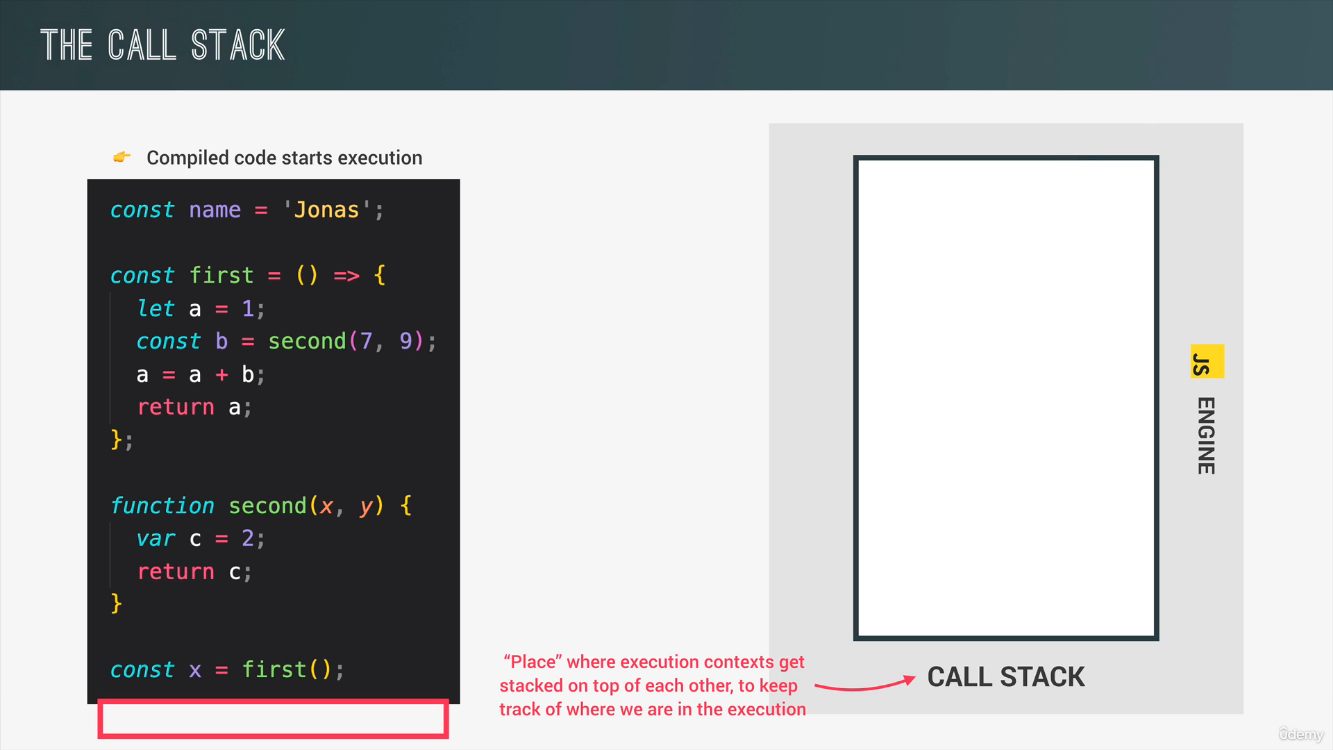 THE CALL STACK
👉 Compiled code starts execution
const name = 'Jonas';
const first = () => {
  let a = 1;
  const b = second(7, 9);
  a = a + b;
  return a;
};
function second(x, y) {
  var c = 2;
  return c;
}
const x = first();
“Place” where execution contexts get
stacked on top of each other, to keep
track of where we are in the execution
CALL STACK
JS ENGINE
ûdemy